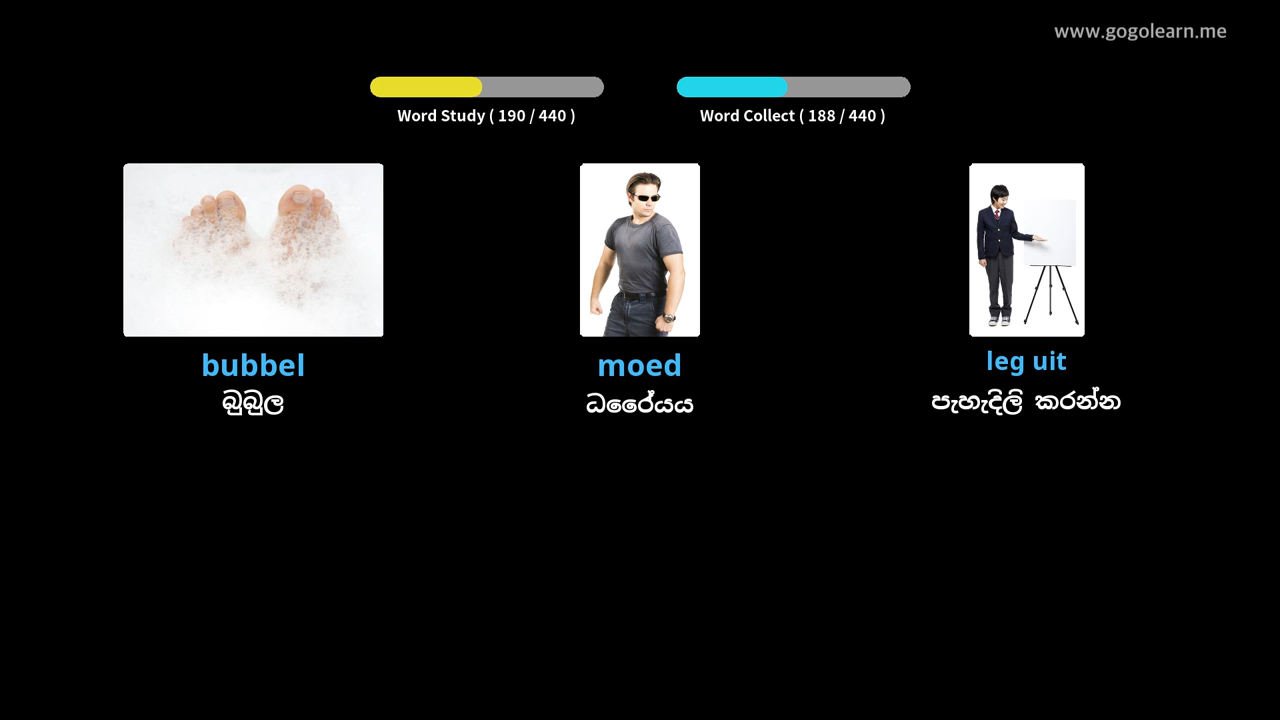 www.gogolearn.me
Word Study ( 190 / 440 )
Word Collect ( 188 / 440 )
bubbel
moed
leg uit
බුබුල
ධෛර්යය
පැහැදිලි කරන්න